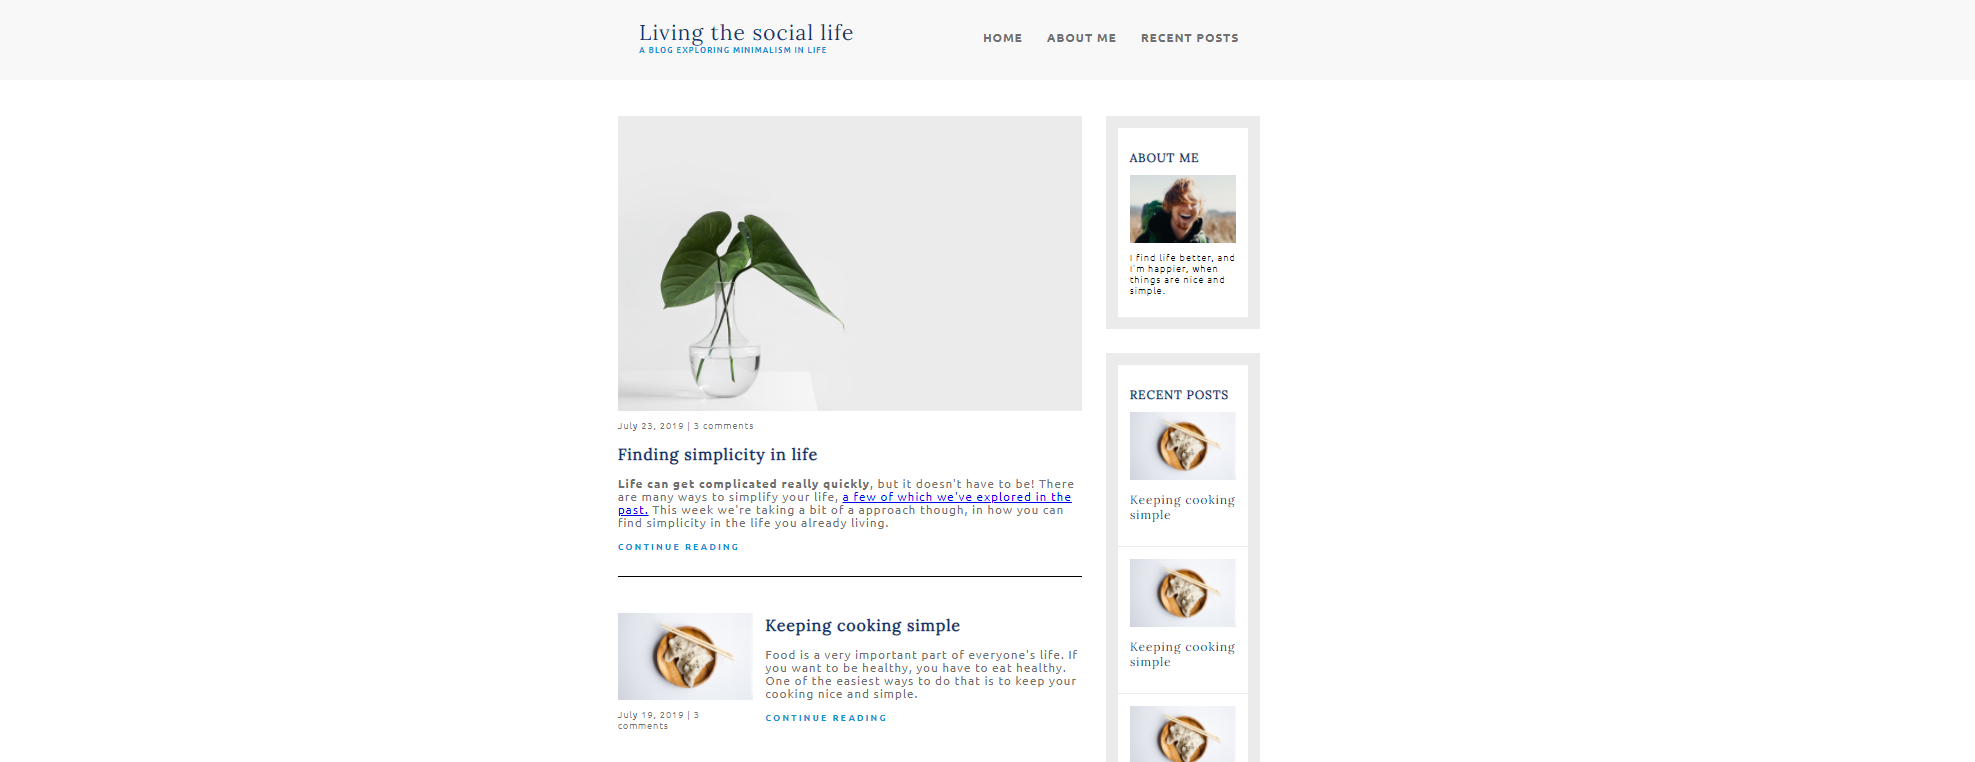 Living the social life
A BLOG EXPLORING MINIMALISM IN LIFE
HOME ABOUT ME RECENT POSTS
July 23, 2019 | 3 comments
Finding simplicity in life
Life can get complicated really quickly, but it doesn't have to be! There
are many ways to simplify your life, a few of which we've explored in the
past. This week we're taking a bit of a approach though, in how you can
find simplicity in the life you already living.
CONTINUE READING
Keeping cooking simple
Food is a very important part of everyone's life. If
you want to be healthy, you have to eat healthy.
One of the easiest ways to do that is to keep your
cooking nice and simple.
CONTINUE READING
July 19, 2019 | 3
comments
ABOUT ME
I find life better, and
I'm happier, when
things are nice and
simple.
RECENT POSTS
Keeping cooking
simple
Keeping cooking
simple